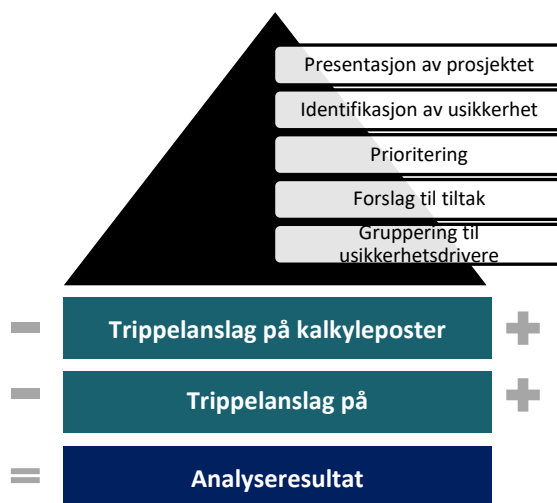 Presentasjon av prosjektet
Identifikasjon av usikkerhet
Prioritering
Forslag til tiltak
Gruppering til
usikkerhetsdrivere
Trippelanslag på kalkyleposter
Trippelanslag på
Analyseresultat